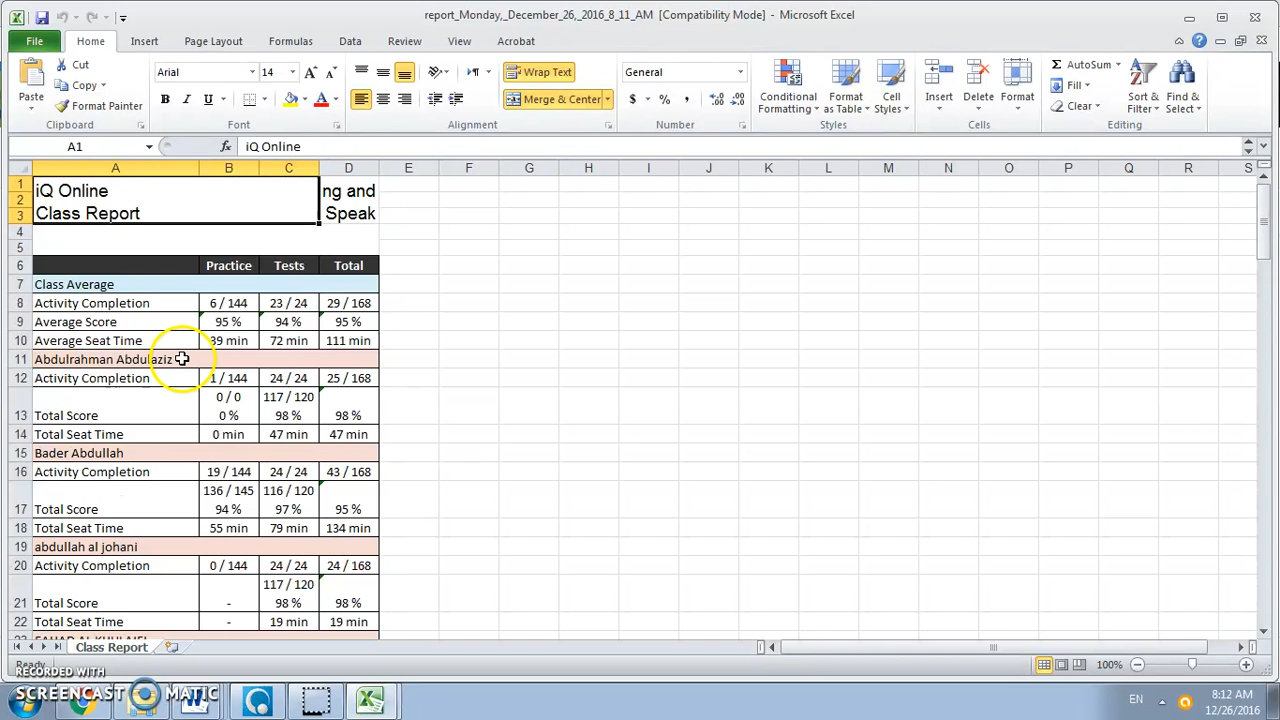 report_Monday,_December_26,_2016_8_11_AM [Compatibility Mode] - Microsoft Excel
File Home Insert Page Layout Formulas Data Review View Acrobat
Paste
Cut
Copy
Format Painter
Clipboard
Arial 14
B I U
Font
Wrap Text
Merge & Center
Alignment
General
$ % ,
Number
Conditional Formatting
Format as Table
Cell Styles
Styles
Insert Delete Format
Cells
AutoSum
Fill
Clear
Sort & Filter
Find & Select
Editing
A1 fx iQ Online
A B C D E F G H I J K L M N O P Q R S
1 iQ Online ng and
2
3 Class Report Speak
4
5
6 Practice Tests Total
7 Class Average
8 Activity Completion 6 / 144 23 / 24 29 / 168
9 Average Score 95 % 94 % 95 %
10 Average Seat Time 39 min 72 min 111 min
11 Abdulrahman Abdulaziz
12 Activity Completion 1 / 144 24 / 24 25 / 168
0 / 0 117 / 120
13 Total Score 0 % 98 % 98 %
14 Total Seat Time 0 min 47 min 47 min
15 Bader Abdullah
16 Activity Completion 19 / 144 24 / 24 43 / 168
136 / 145 116 / 120
17 Total Score 94 % 97 % 95 %
18 Total Seat Time 55 min 79 min 134 min
19 abdullah al johani
20 Activity Completion 0 / 144 24 / 24 24 / 168
117 / 120
21 Total Score - 98 % 98 %
22 Total Seat Time - 19 min 19 min
Class Report
Ready 100%
RECORDED WITH
SCREENCAST MATIC
EN 8:12 AM
12/26/2016